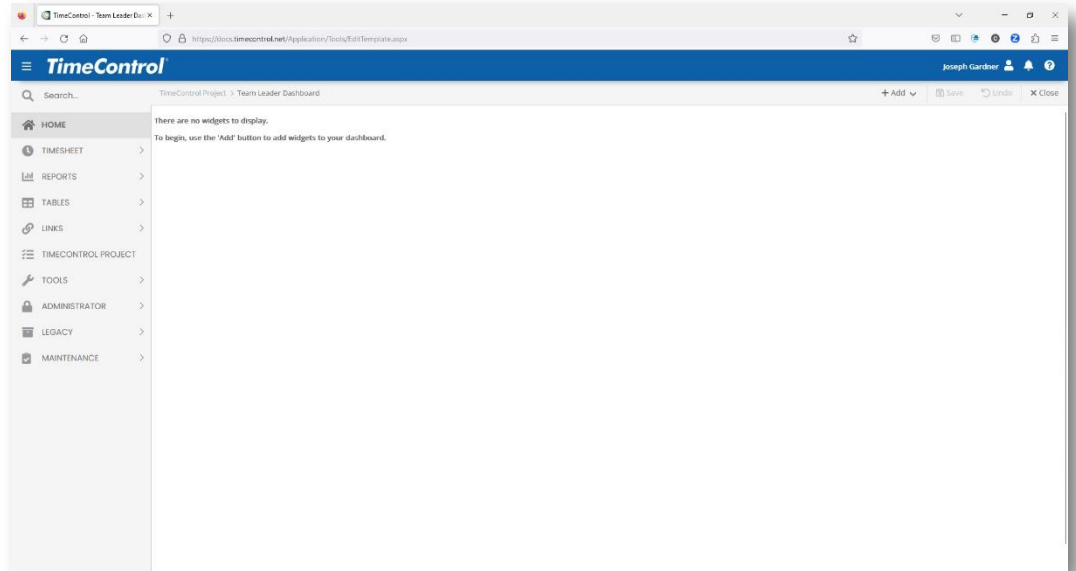 TimeControl - Team Leader Das
https://docs.timecontrol.net/Application/Tools/EditTemplate.aspx
TimeControl
Joseph Gardner
Search...
TimeControl Project > Team Leader Dashboard
+ Add
Save
Undo
Close
HOME
There are no widgets to display.
To begin, use the 'Add' button to add widgets to your dashboard.
TIMESHEET
REPORTS
TABLES
LINKS
TIMECONTROL PROJECT
TOOLS
ADMINISTRATOR
LEGACY
MAINTENANCE